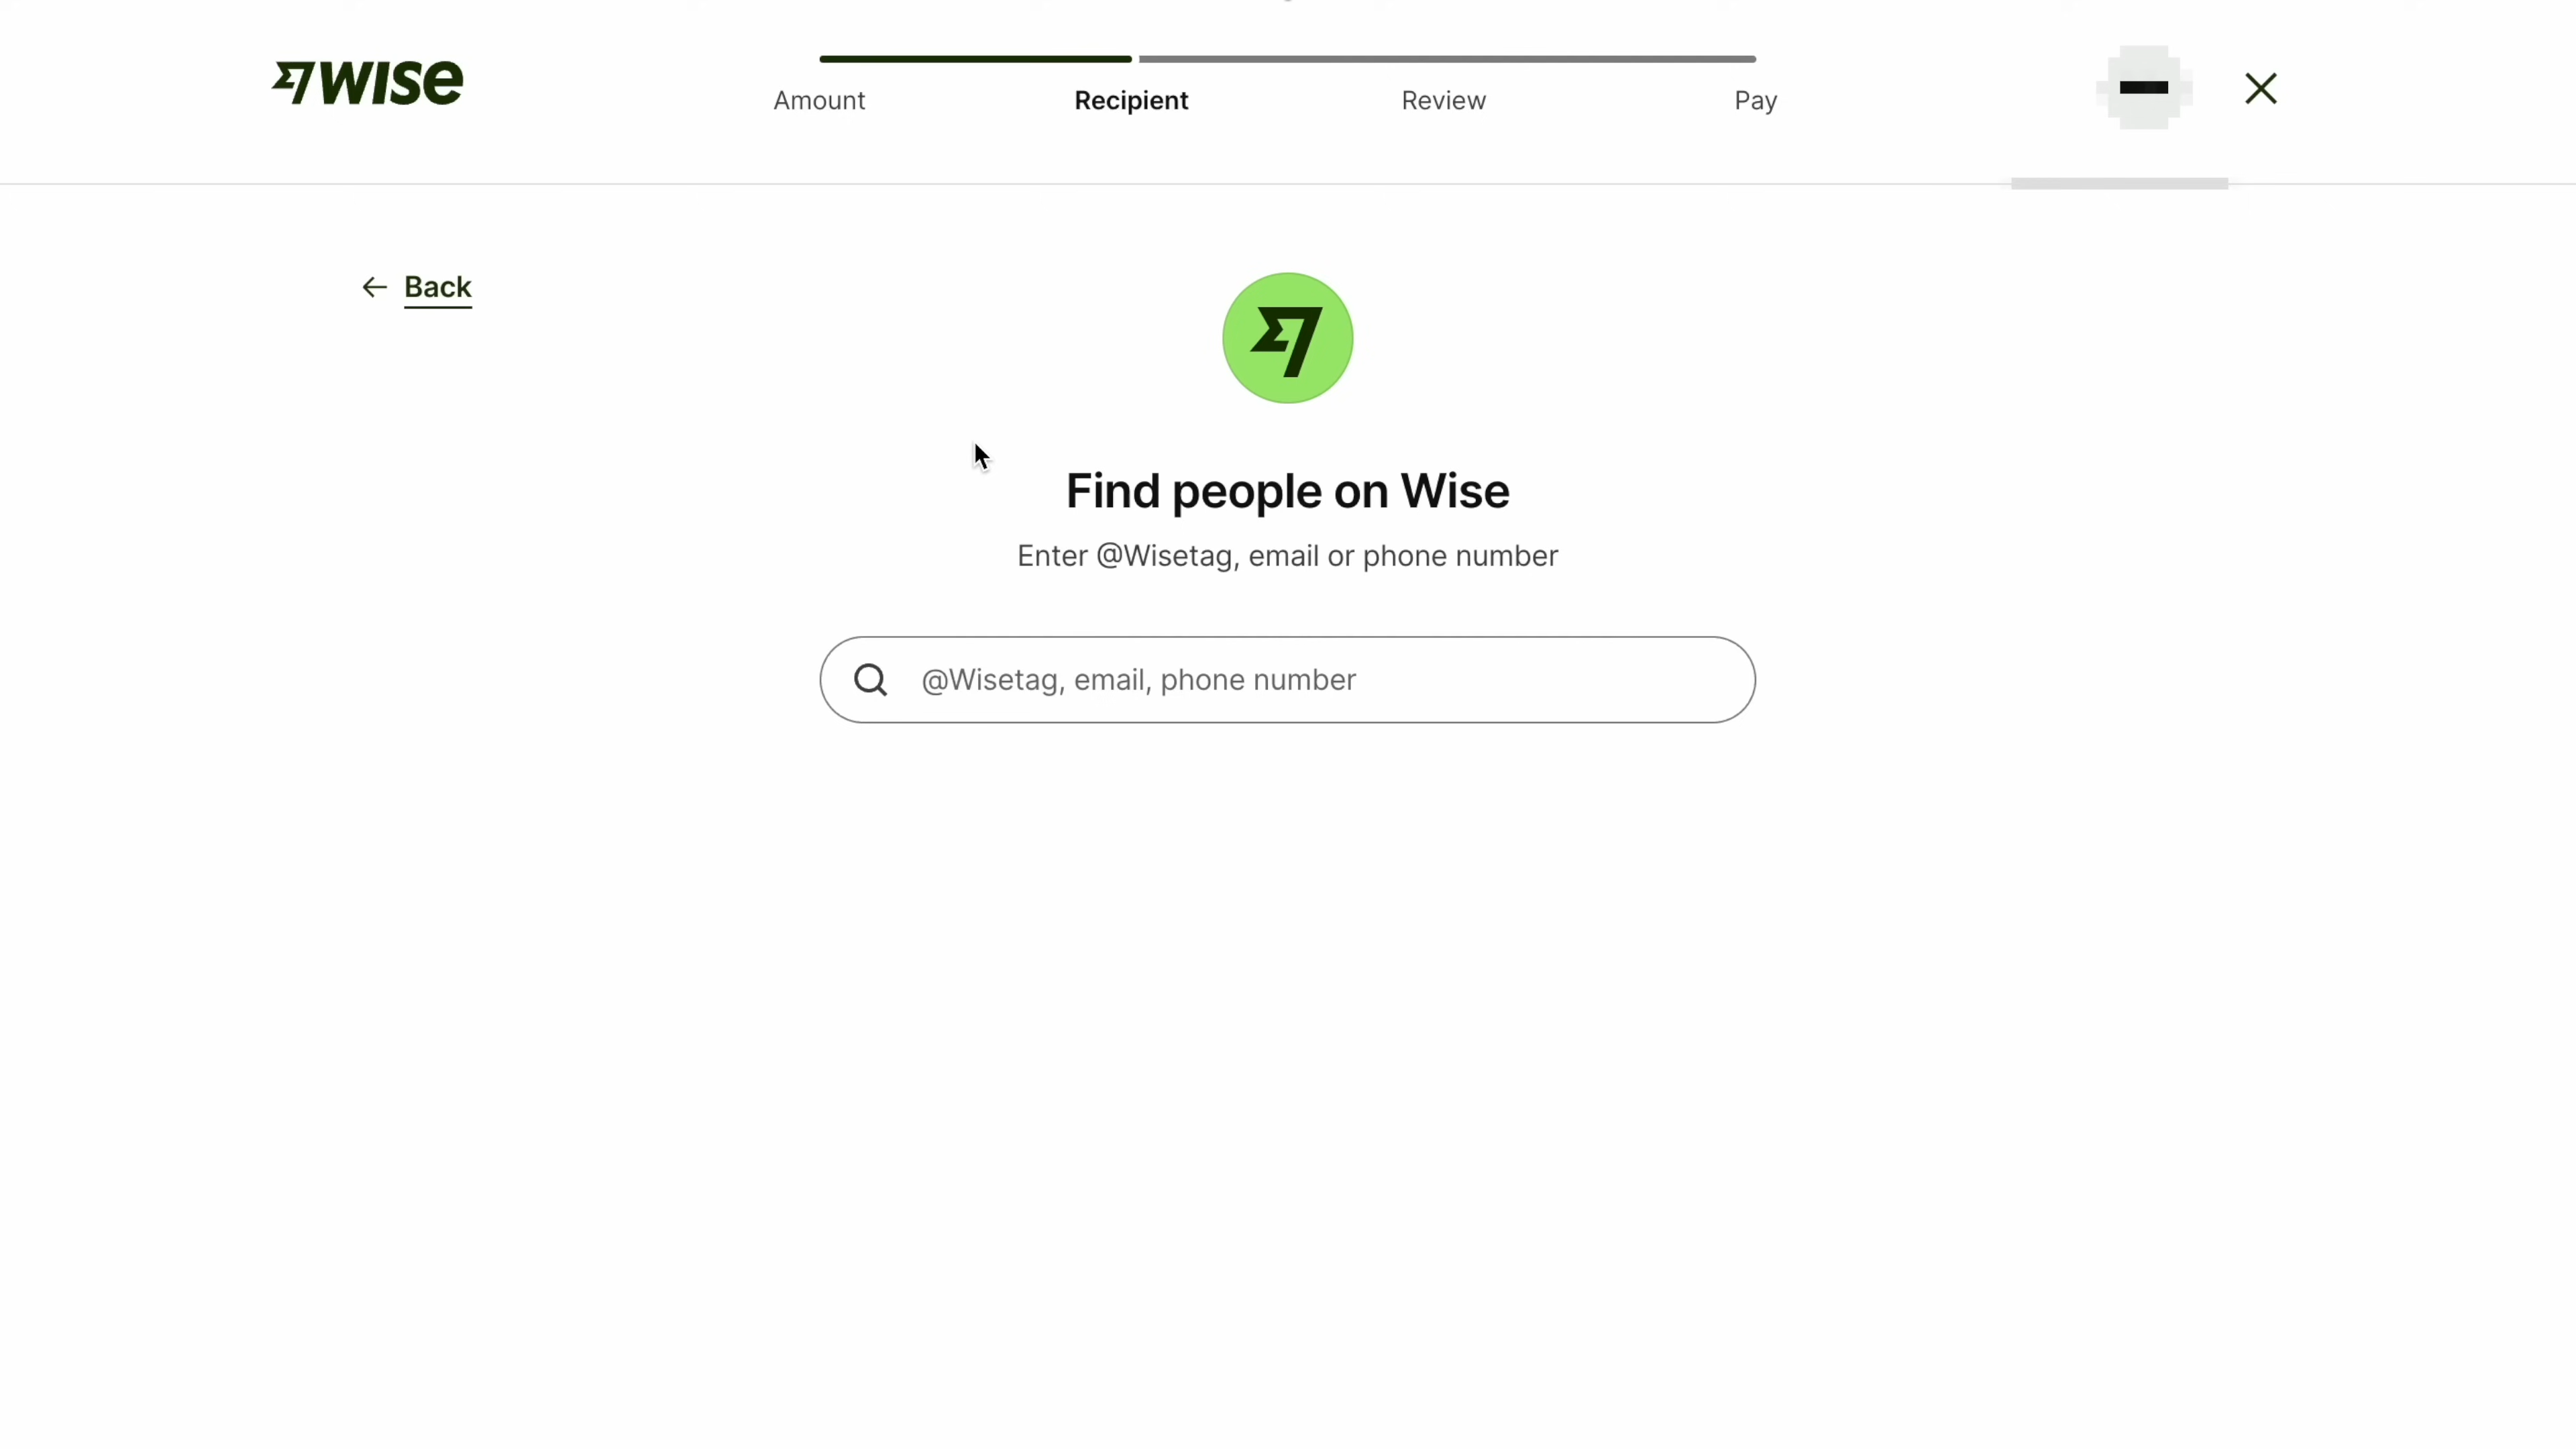 wise
Amount
Recipient
Review
Pay
Back
Find people on Wise
Enter @Wisetag, email or phone number
@Wisetag, email, phone number